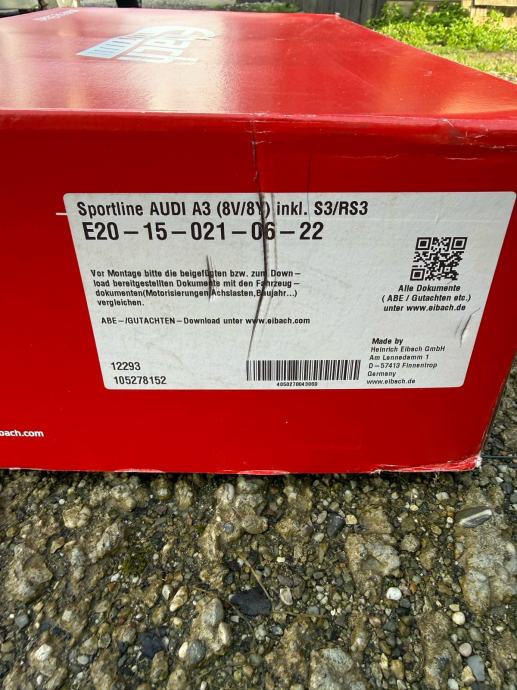 eibach
Sportline AUDI A3 (8V/8Y) inkl. S3/RS3
E20-15-021-06-22
Vor Montage bitte die beigefügten bzw. zum Down-
load bereitgestellten Dokumente mit den Fahrzeug-
dokumenten(Motorisierungen,Achslasten,Baujahr...)
vergleichen.
ABE-/GUTACHTEN-Download unter www.eibach.com
Alle Dokumente
( ABE / Gutachten etc.)
unter www.eibach.de
12293
105278152
Made by
Heinrich Eibach GmbH
Am Lennedamm 1
D-57413 Finnentrop
Germany
www.eibach.de
ibach.com